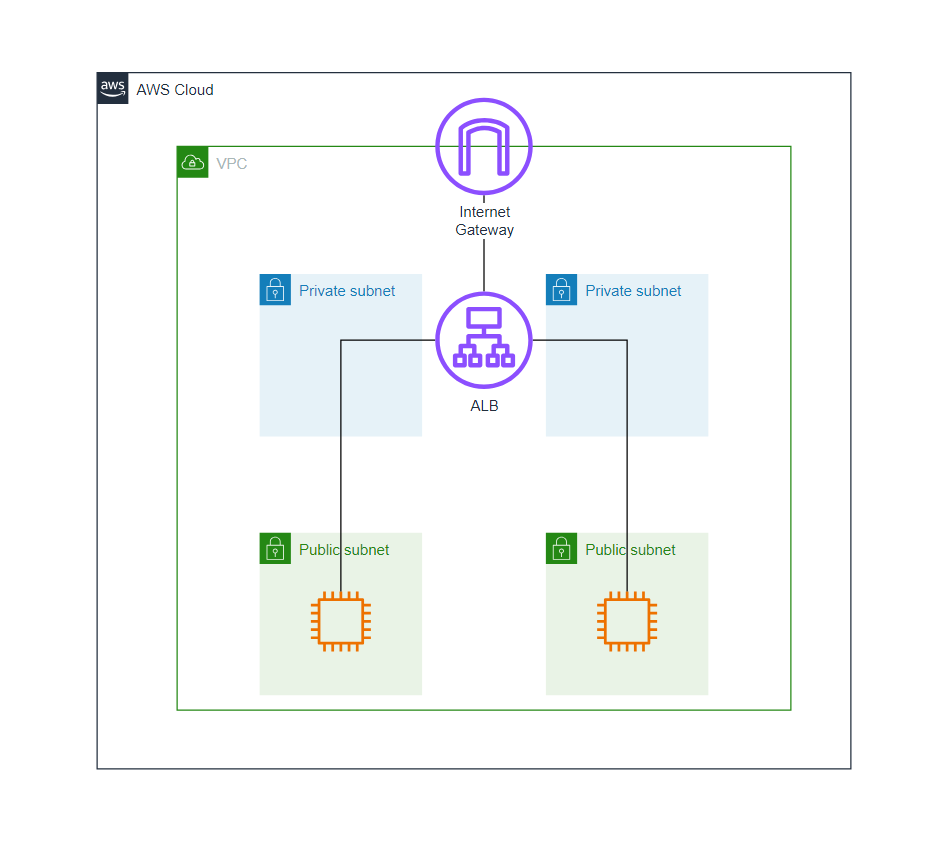 aws
AWS Cloud
VPC
Internet
Gateway
Private subnet
Private subnet
ALB
Public subnet
Public subnet